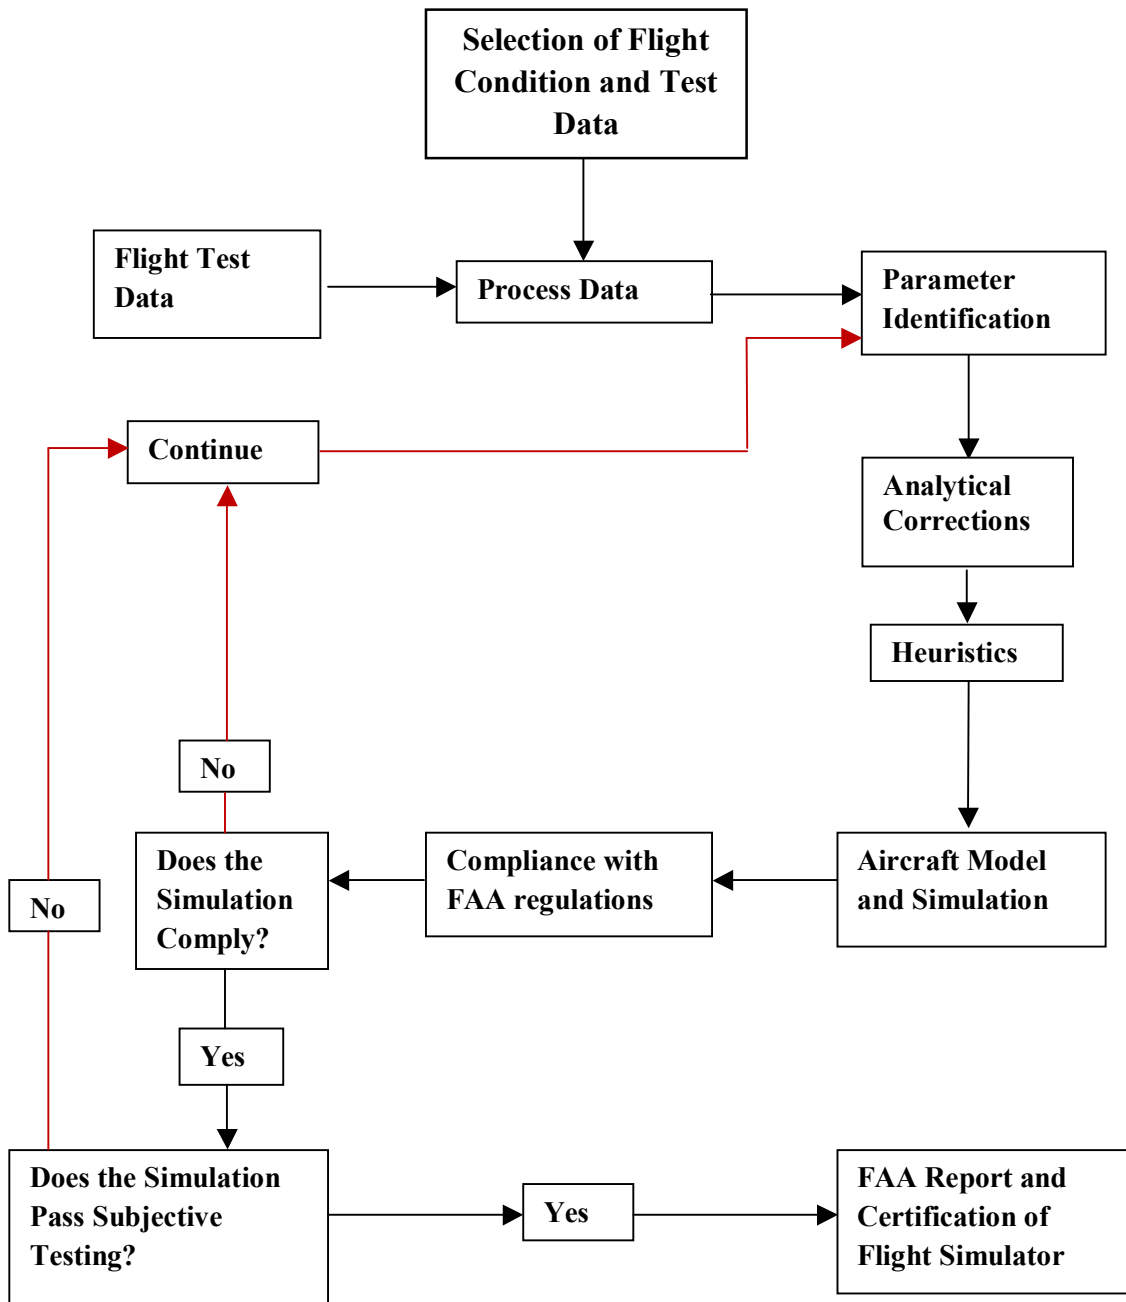 Selection of Flight
Condition and Test
Data
Flight Test
Data
Process Data
Parameter
Identification
Continue
Analytical
Corrections
Heuristics
No
Does the
Simulation
Comply?
Compliance with
FAA regulations
Aircraft Model
and Simulation
No
Yes
Does the Simulation
Pass Subjective
Testing?
Yes
FAA Report and
Certification of
Flight Simulator